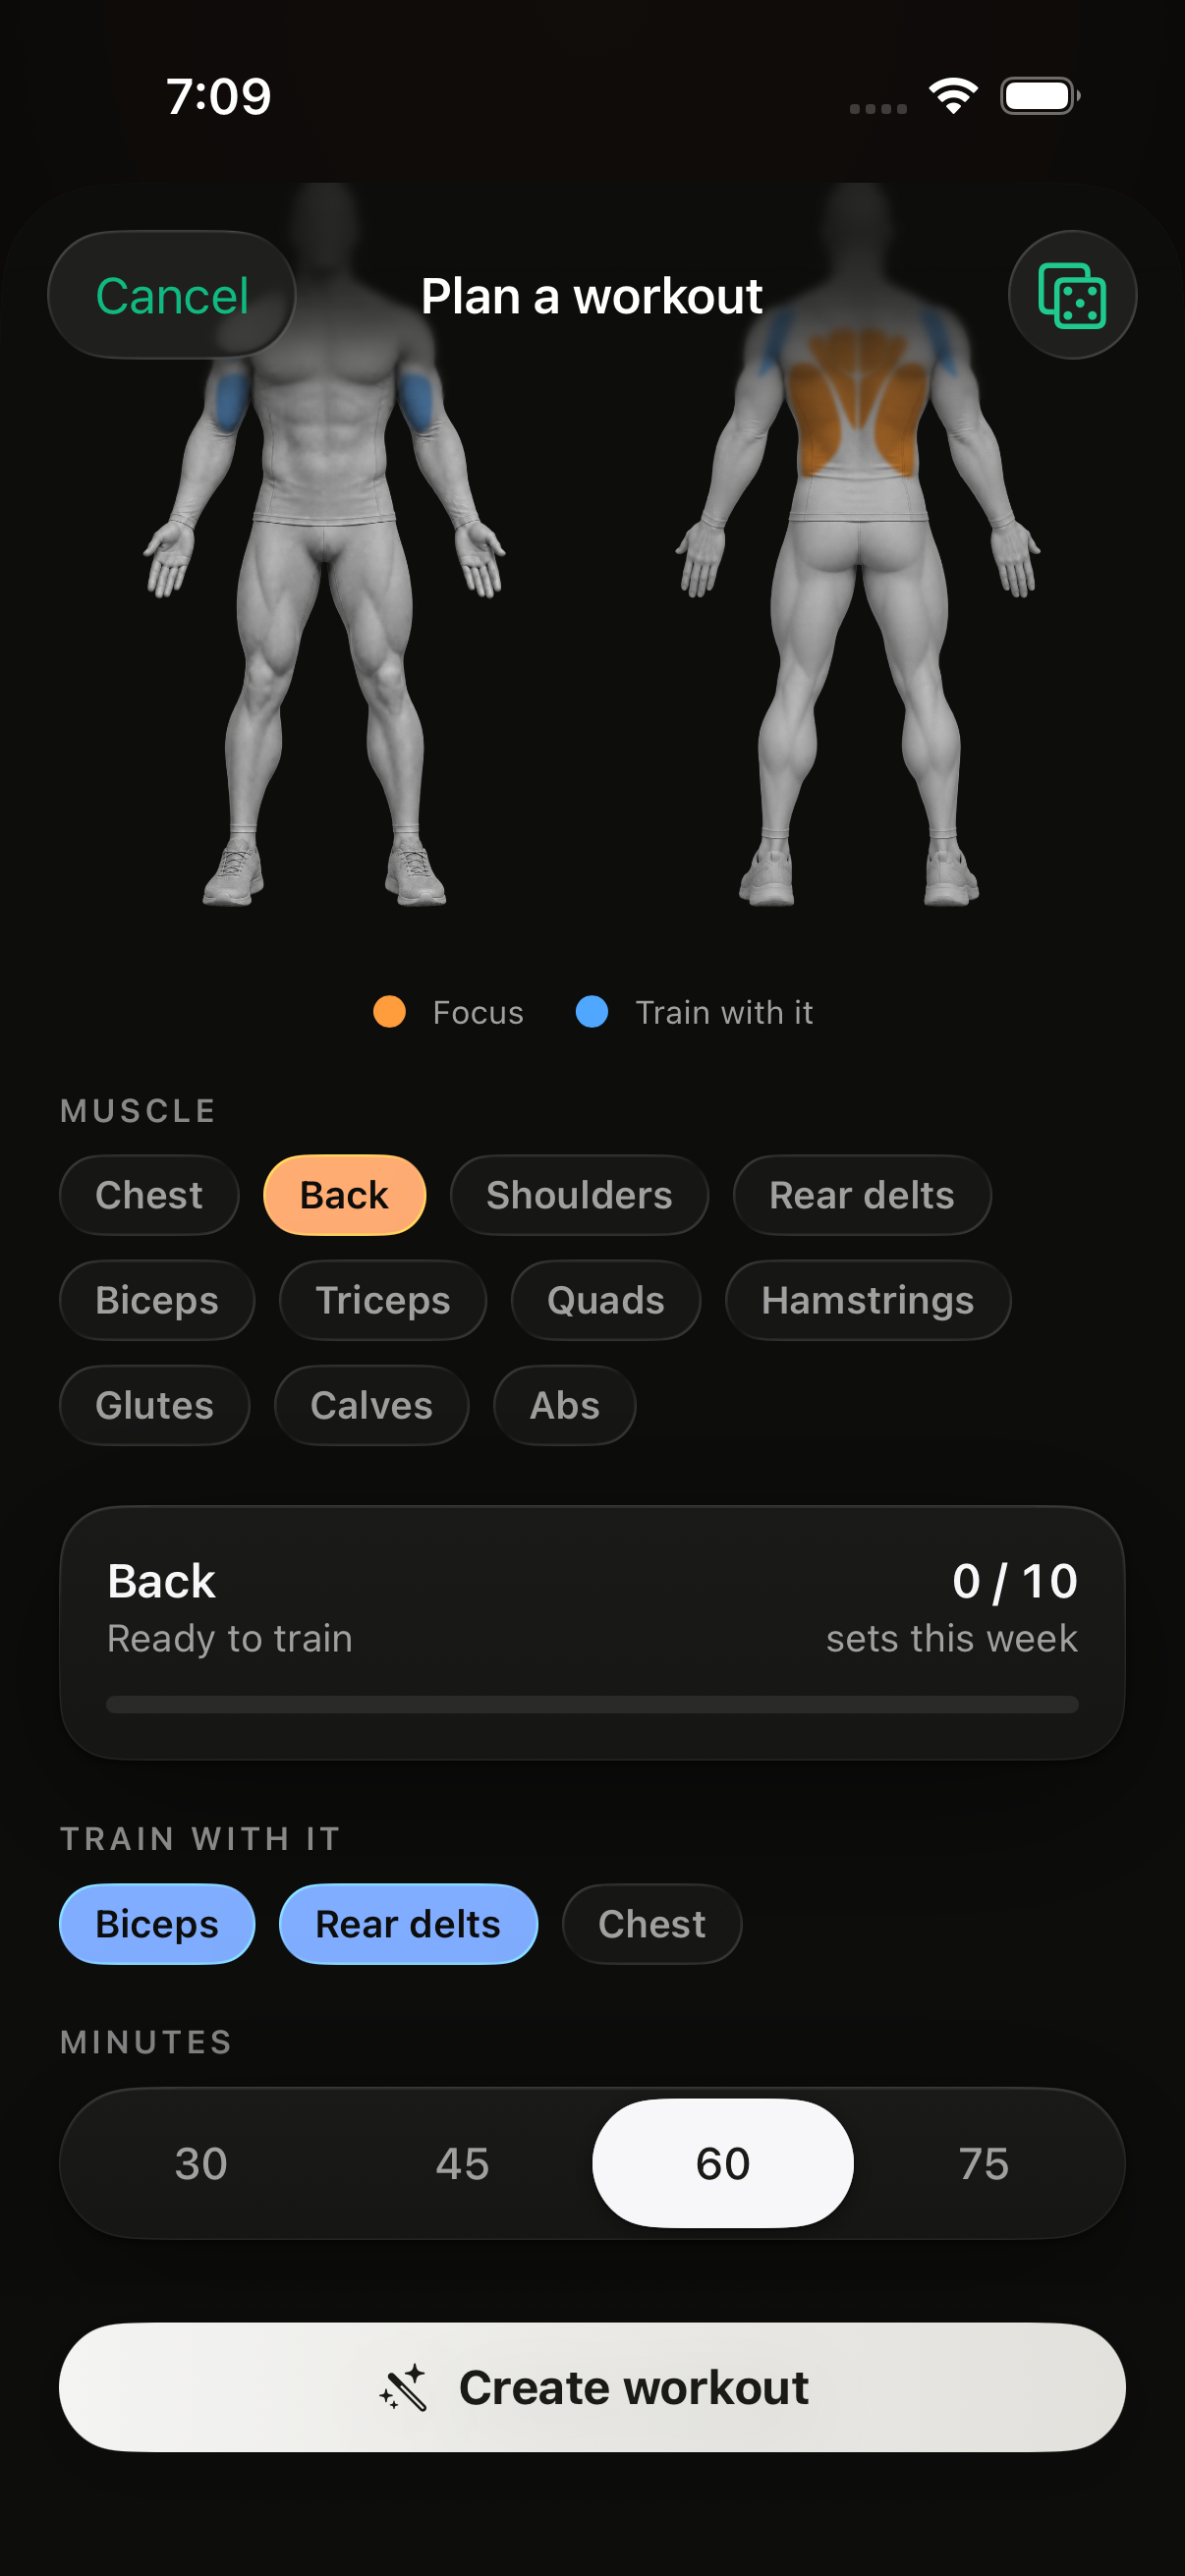 7:09
Cancel
Plan a workout
Focus
Train with it
MUSCLE
Chest
Back
Shoulders
Rear delts
Biceps
Triceps
Quads
Hamstrings
Glutes
Calves
Abs
Back
0 / 10
Ready to train
sets this week
TRAIN WITH IT
Biceps
Rear delts
Chest
MINUTES
30
45
60
75
Create workout